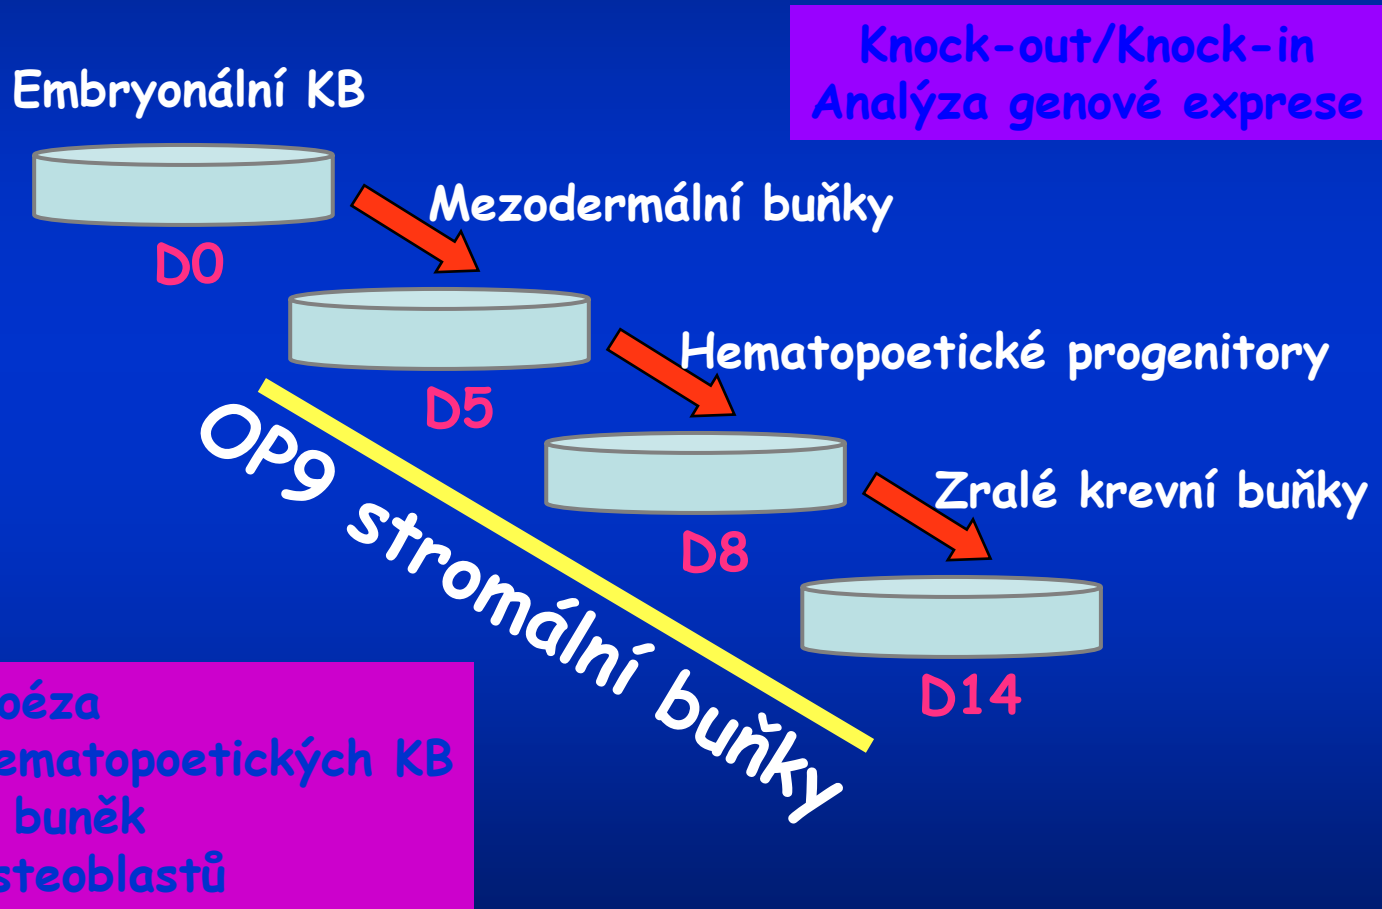 Knock-out/Knock-in
Analýza genové exprese
Embryonální KB
Mezodermální buňky
D0
Hematopoetické progenitory
D5
OP9 stromální buňky
Zralé krevní buňky
D8
D14
oéza
ematopoetických KB
buněk
steoblastů